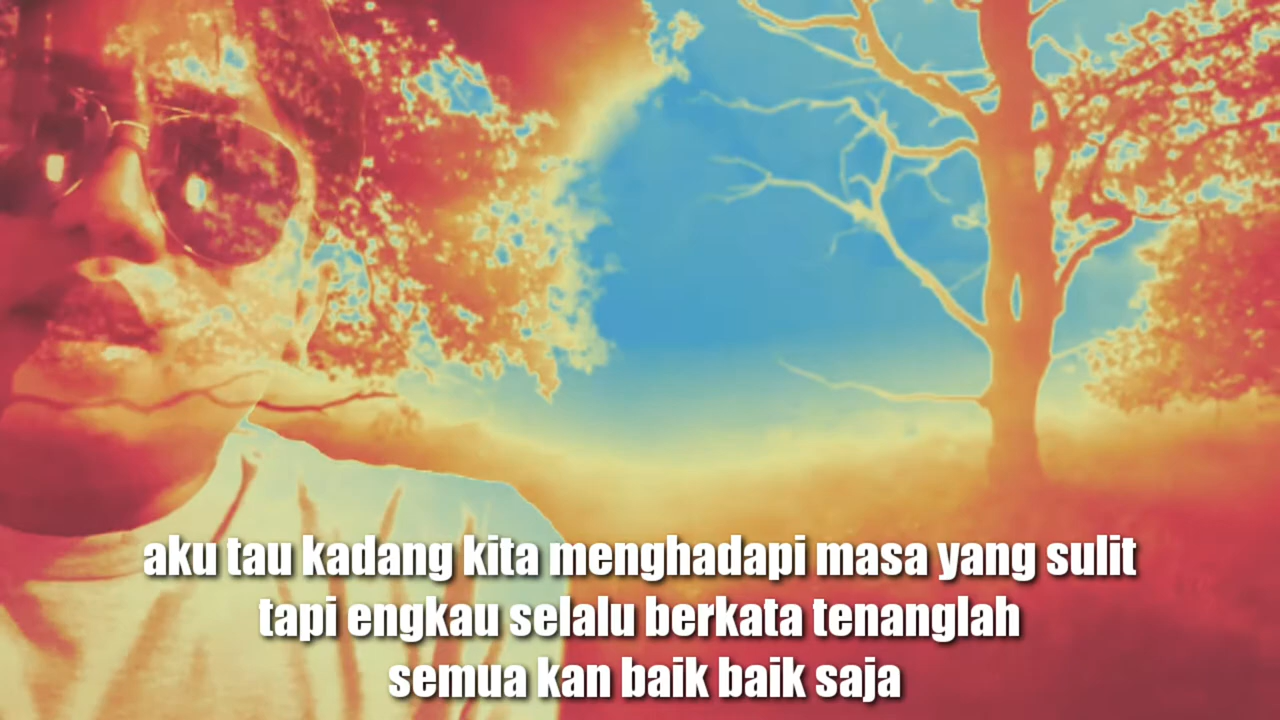 aku tau kadang kita menghadapi masa yang sulit
tapi engkau selalu berkata tenanglah
semua kan baik baik saja